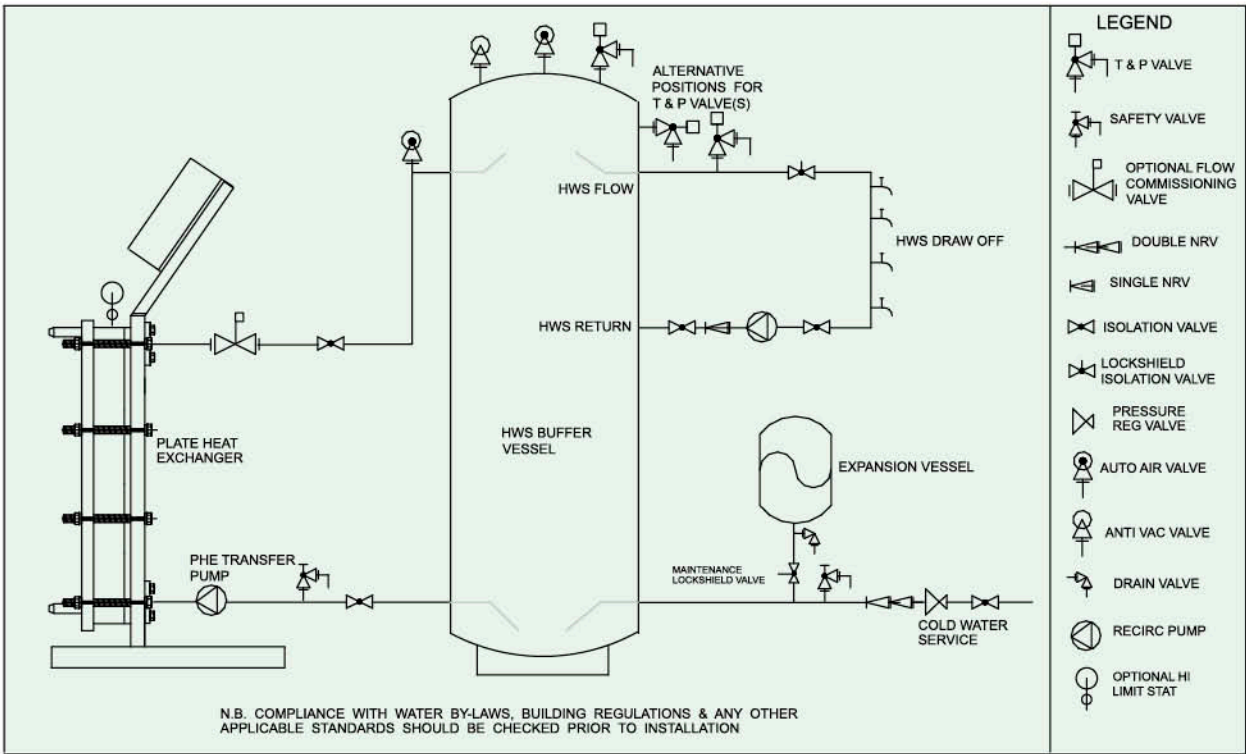 ALTERNATIVE
POSITIONS FOR
T & P VALVE(S)
HWS FLOW
HWS DRAW OFF
HWS RETURN
PLATE HEAT
EXCHANGER
HWS BUFFER
VESSEL
EXPANSION VESSEL
PHE TRANSFER
PUMP
MAINTENANCE
LOCKSHIELD VALVE
COLD WATER
SERVICE
N.B. COMPLIANCE WITH WATER BY-LAWS, BUILDING REGULATIONS & ANY OTHER
APPLICABLE STANDARDS SHOULD BE CHECKED PRIOR TO INSTALLATION
LEGEND
T & P VALVE
SAFETY VALVE
OPTIONAL FLOW
COMMISSIONING
VALVE
DOUBLE NRV
SINGLE NRV
ISOLATION VALVE
LOCKSHIELD
ISOLATION VALVE
PRESSURE
REG VALVE
AUTO AIR VALVE
ANTI VAC VALVE
DRAIN VALVE
RECIRC PUMP
OPTIONAL HI
LIMIT STAT